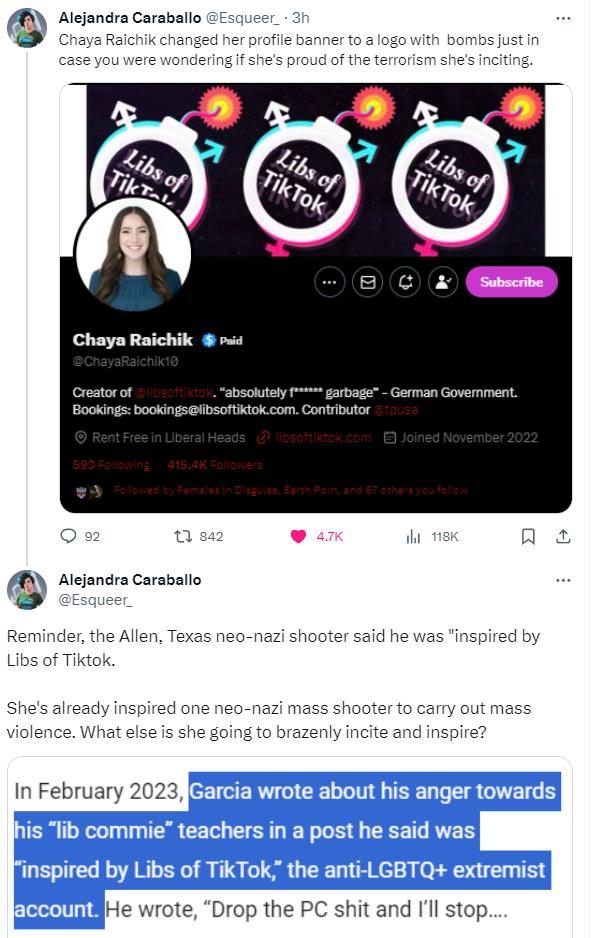 Alejandra Caraballo @Esqueer_ · 3h
Chaya Raichik changed her profile banner to a logo with bombs just in
case you were wondering if she's proud of the terrorism she's inciting.
Libs of
TikTok
Libs of
TikTok
Libs of
TikTok
Subscribe
Chaya Raichik $ Paid
@ChayaRaichik10
Creator of @libsoftiktok. “absolutely f****** garbage” - German Government.
Bookings: bookings@libsoftiktok.com. Contributor @tpusa
Rent Free in Liberal Heads libsoftiktok.com Joined November 2022
593 Following 415.4K Followers
Followed by Females In Disguise, Earth Porn, and 67 others you follow
92 842 4.7K 118K
Alejandra Caraballo
@Esqueer_
Reminder, the Allen, Texas neo-nazi shooter said he was "inspired by
Libs of Tiktok.
She's already inspired one neo-nazi mass shooter to carry out mass
violence. What else is she going to brazenly incite and inspire?
In February 2023, Garcia wrote about his anger towards
his “lib commie” teachers in a post he said was
“inspired by Libs of TikTok,” the anti-LGBTQ+ extremist
account. He wrote, “Drop the PC shit and I’ll stop....